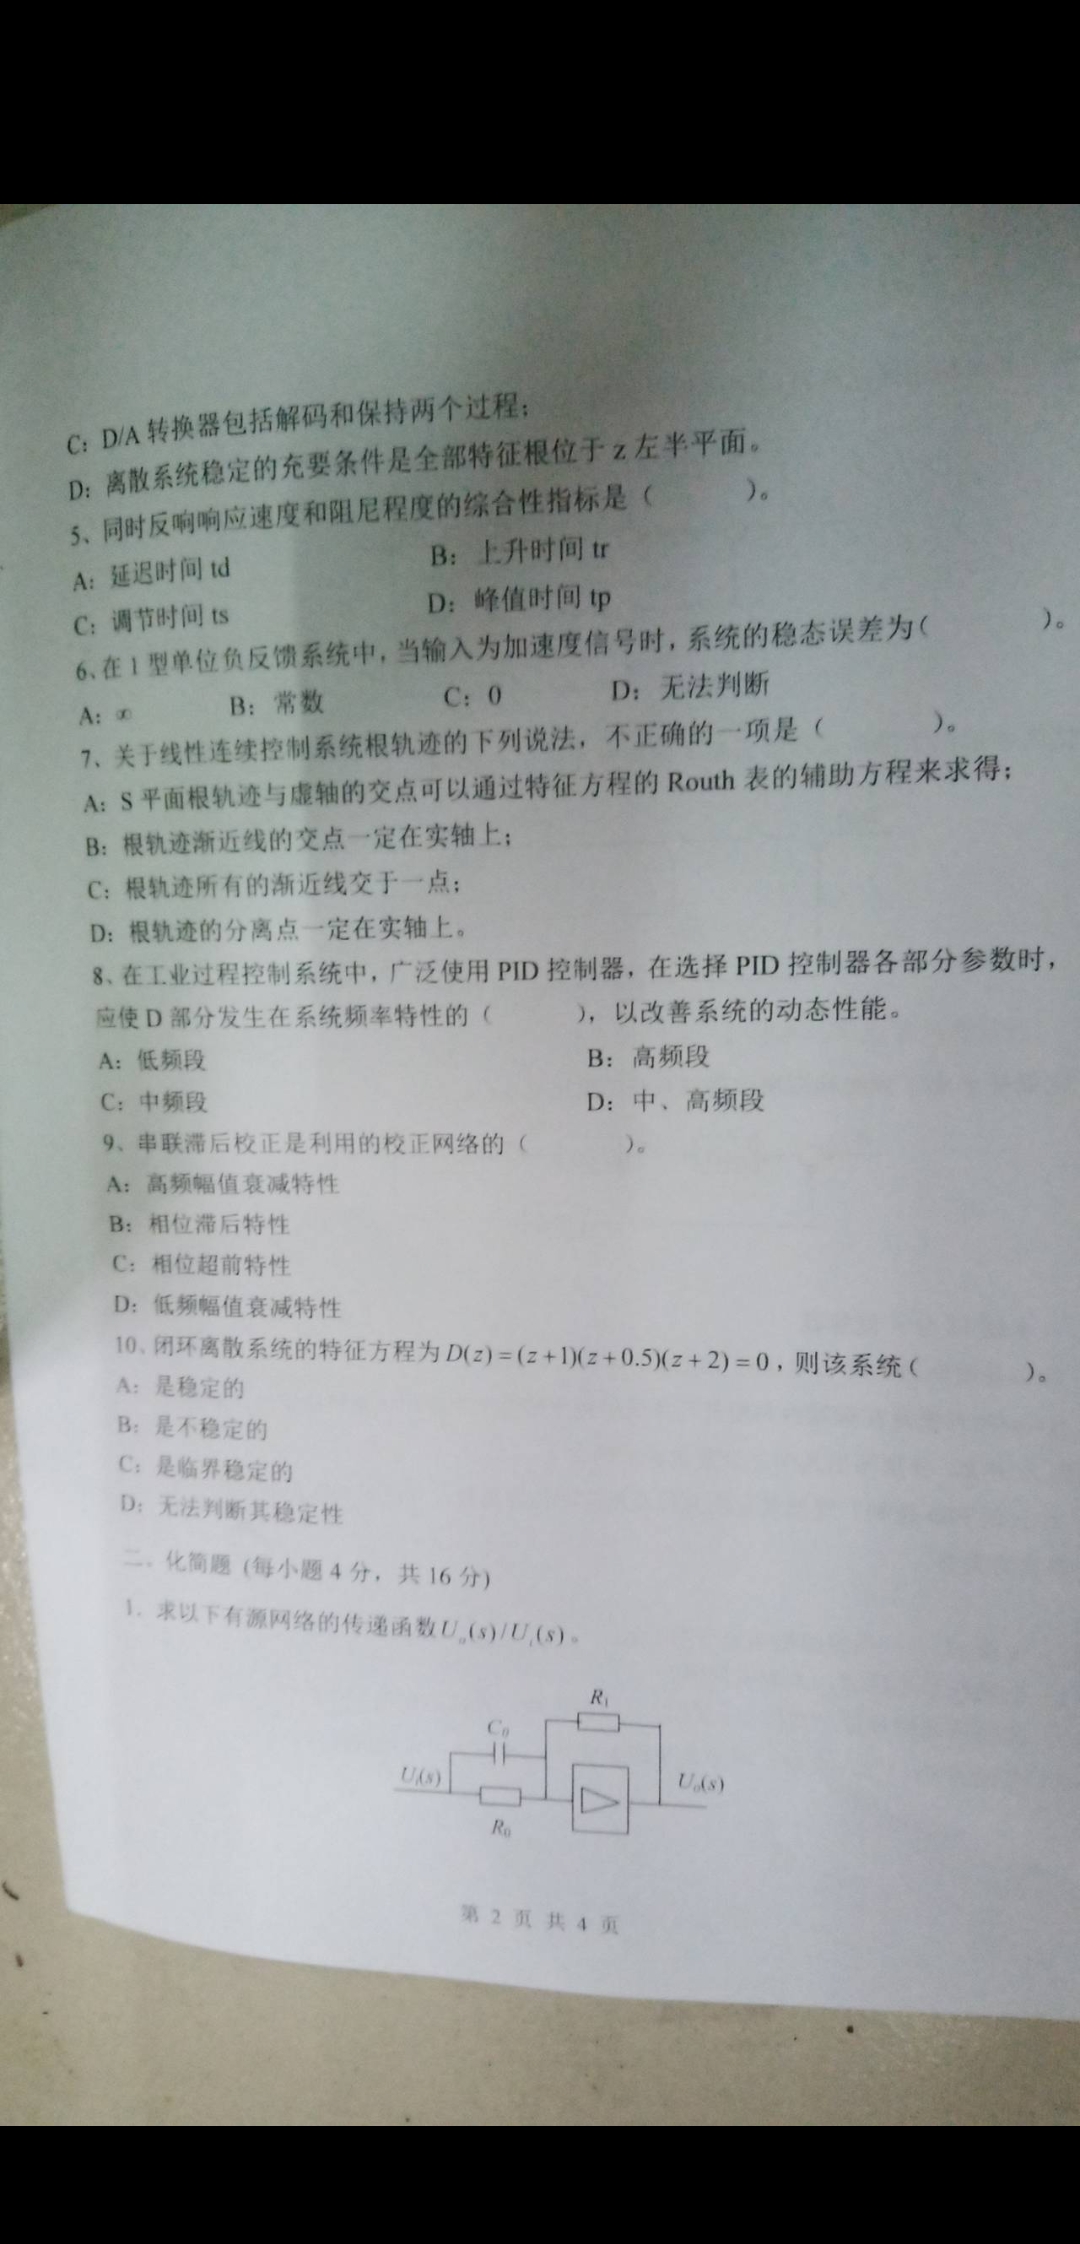 C：D/A 转换器包括解码和保持两个过程；
D：离散系统稳定的充要条件是全部特征根位于 z 左半平面。
5、同时反响响应速度和阻尼程度的综合性指标是（　　）。
A：延迟时间 td　　B：上升时间 tr
C：调节时间 ts　　D：峰值时间 tp
6、在 1 型单位负反馈系统中，当输入为加速度信号时，系统的稳态误差为（　　）。
A：∞　　B：常数　　C：0　　D：无法判断
7、关于线性连续控制系统根轨迹的下列说法，不正确的一项是（　　）。
A：S 平面根轨迹与虚轴的交点可以通过特征方程的 Routh 表的辅助方程来求得；
B：根轨迹渐近线的交点一定在实轴上；
C：根轨迹所有的渐近线交于一点；
D：根轨迹的分离点一定在实轴上。
8、在工业过程控制系统中，广泛使用 PID 控制器，在选择 PID 控制器各部分参数时，
应使 D 部分发生在系统频率特性的（　　），以改善系统的动态性能。
A：低频段　　B：高频段
C：中频段　　D：中、高频段
9、串联滞后校正是利用的校正网络的（　　）。
A：高频幅值衰减特性
B：相位滞后特性
C：相位超前特性
D：低频幅值衰减特性
10、闭环离散系统的特征方程为 D(z)=(z+1)(z+0.5)(z+2)=0，则该系统（　　）。
A：是稳定的
B：是不稳定的
C：是临界稳定的
D：无法判断其稳定性
二。化简题 (每小题 4 分，共 16 分)
1. 求以下有源网络的传递函数 Uₒ(s)/Uᵢ(s)。
R₁
C₀
Uᵢ(s)
Uₒ(s)
R₀
第 2 页 共 4 页